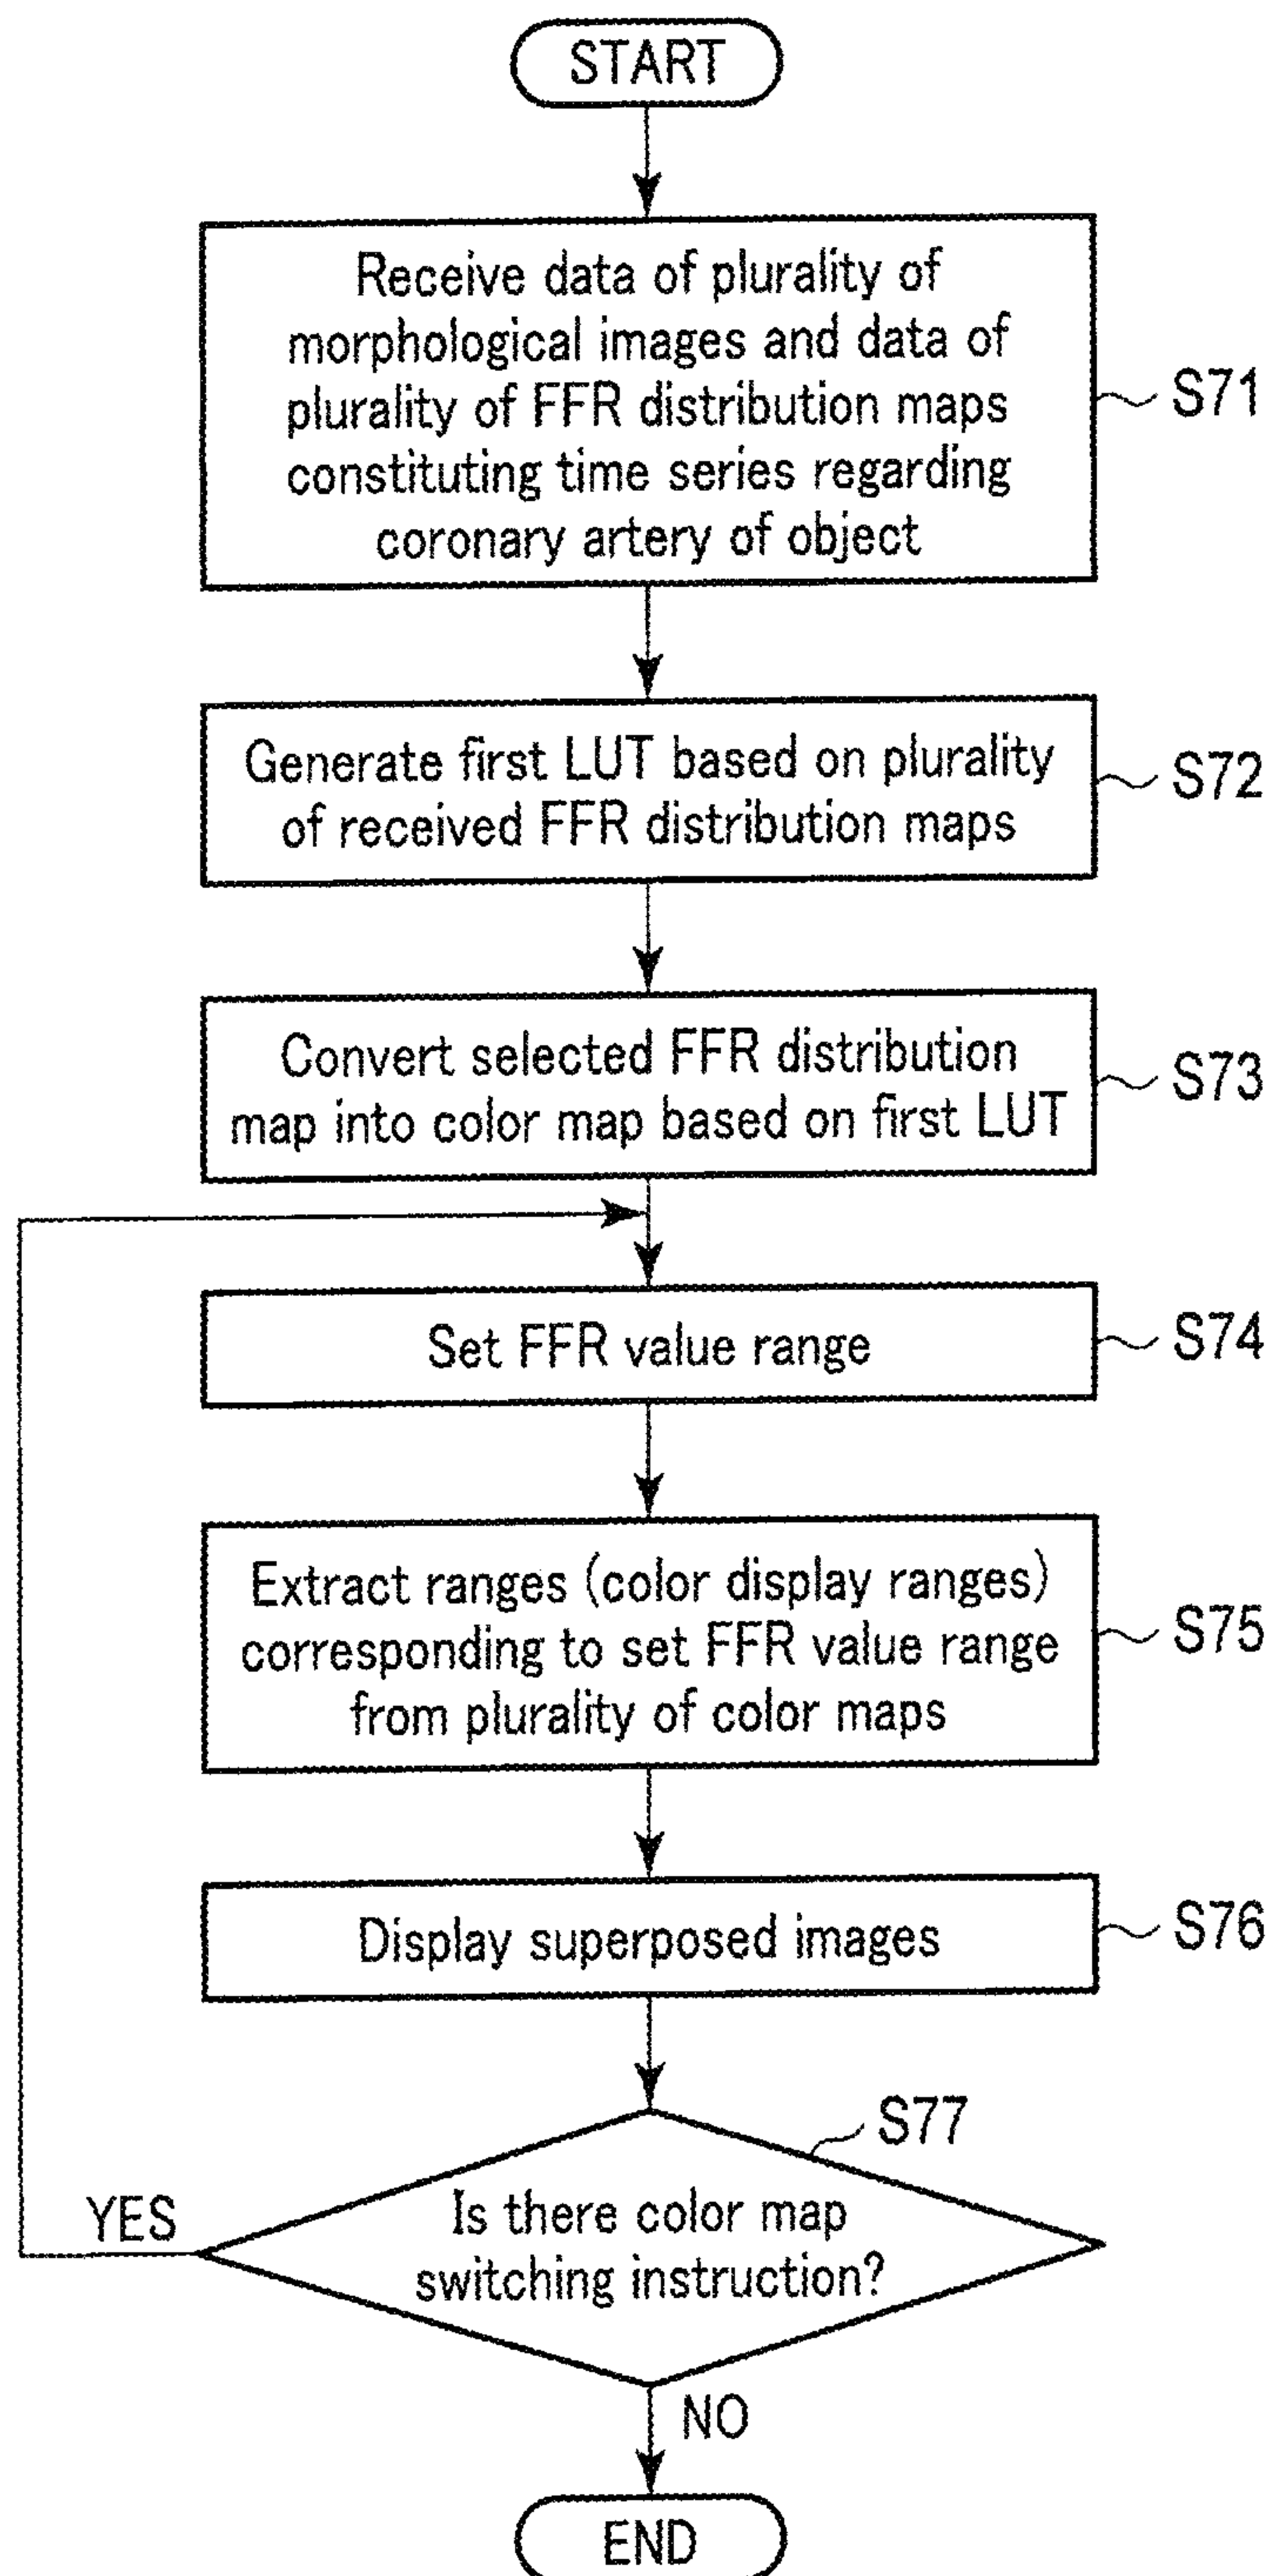 START
Receive data of plurality of
morphological images and data of
plurality of FFR distribution maps
constituting time series regarding
coronary artery of object
S71
Generate first LUT based on plurality
of received FFR distribution maps
S72
Convert selected FFR distribution
map into color map based on first LUT
S73
Set FFR value range
S74
Extract ranges (color display ranges)
corresponding to set FFR value range
from plurality of color maps
S75
Display superposed images
S76
S77
Is there color map
switching instruction?
YES
NO
END